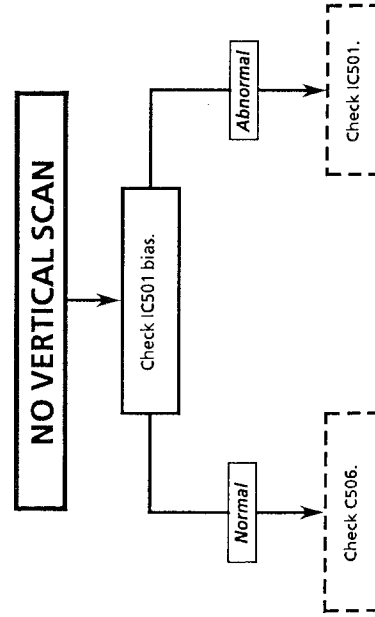 NO VERTICAL SCAN
Check IC501 bias.
Normal
Abnormal
Check C506.
Check IC501.